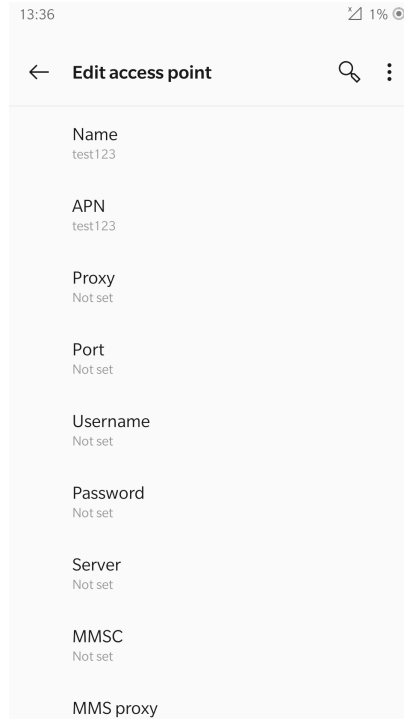 13:36
1%
Edit access point
Name
test123
APN
test123
Proxy
Not set
Port
Not set
Username
Not set
Password
Not set
Server
Not set
MMSC
Not set
MMS proxy